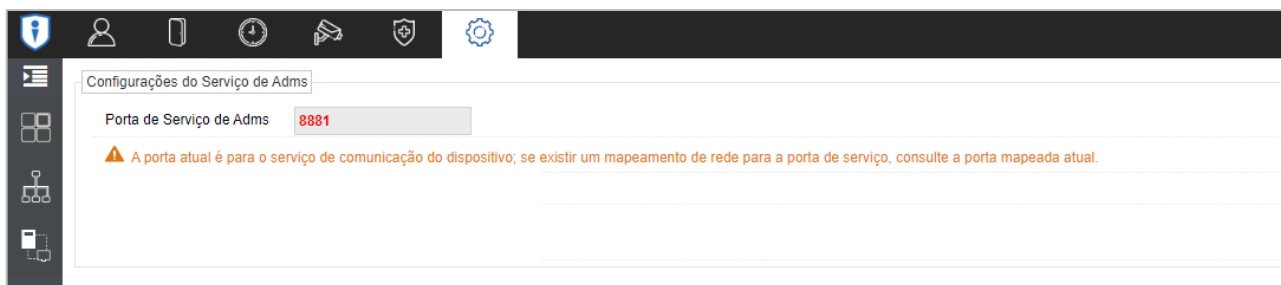 Configurações do Serviço de Adms
Porta de Serviço de Adms 8881
A porta atual é para o serviço de comunicação do dispositivo; se existir um mapeamento de rede para a porta de serviço, consulte a porta mapeada atual.